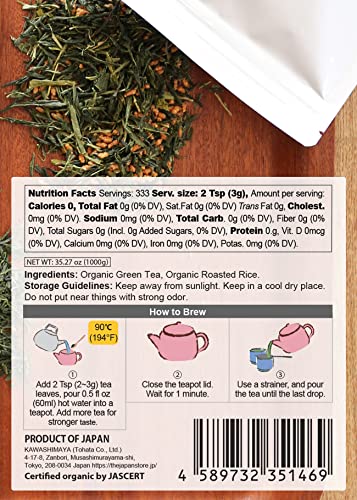 Nutrition Facts Servings: 333 Serv. size: 2 Tsp (3g), Amount per serving:
Calories 0, Total Fat 0g (0% DV), Sat.Fat 0g (0% DV) Trans Fat 0g, Cholest.
0mg (0% DV), Sodium 0mg (0% DV), Total Carb. 0g (0% DV), Fiber 0g (0%
DV), Total Sugars 0g (Incl. 0g Added Sugars, 0% DV), Protein 0.g, Vit. D 0mcg
(0% DV), Calcium 0mg (0% DV), Iron 0mg (0% DV), Potas. 0mg (0% DV).
NET WT: 35.27 oz (1000g)
Ingredients: Organic Green Tea, Organic Roasted Rice.
Storage Guidelines: Keep away from sunlight. Keep in a cool dry place.
Do not put near things with strong odor.
How to Brew
90℃
(194°F)
①
Add 2 Tsp (2~3g) tea
leaves, pour 0.5 fl oz
(60ml) hot water into a
teapot. Add more tea for
stronger taste.
②
Close the teapot lid.
Wait for 1 minute.
③
Use a strainer, and pour
the tea until the last drop.
PRODUCT OF JAPAN
KAWASHIMAYA (Tohata Co., Ltd.)
4-17-8, Zanbori, Musashimurayama-shi,
Tokyo, 208-0034 Japan https://thejapanstore.jp/
Certified organic by JASCERT
4 589732 351469